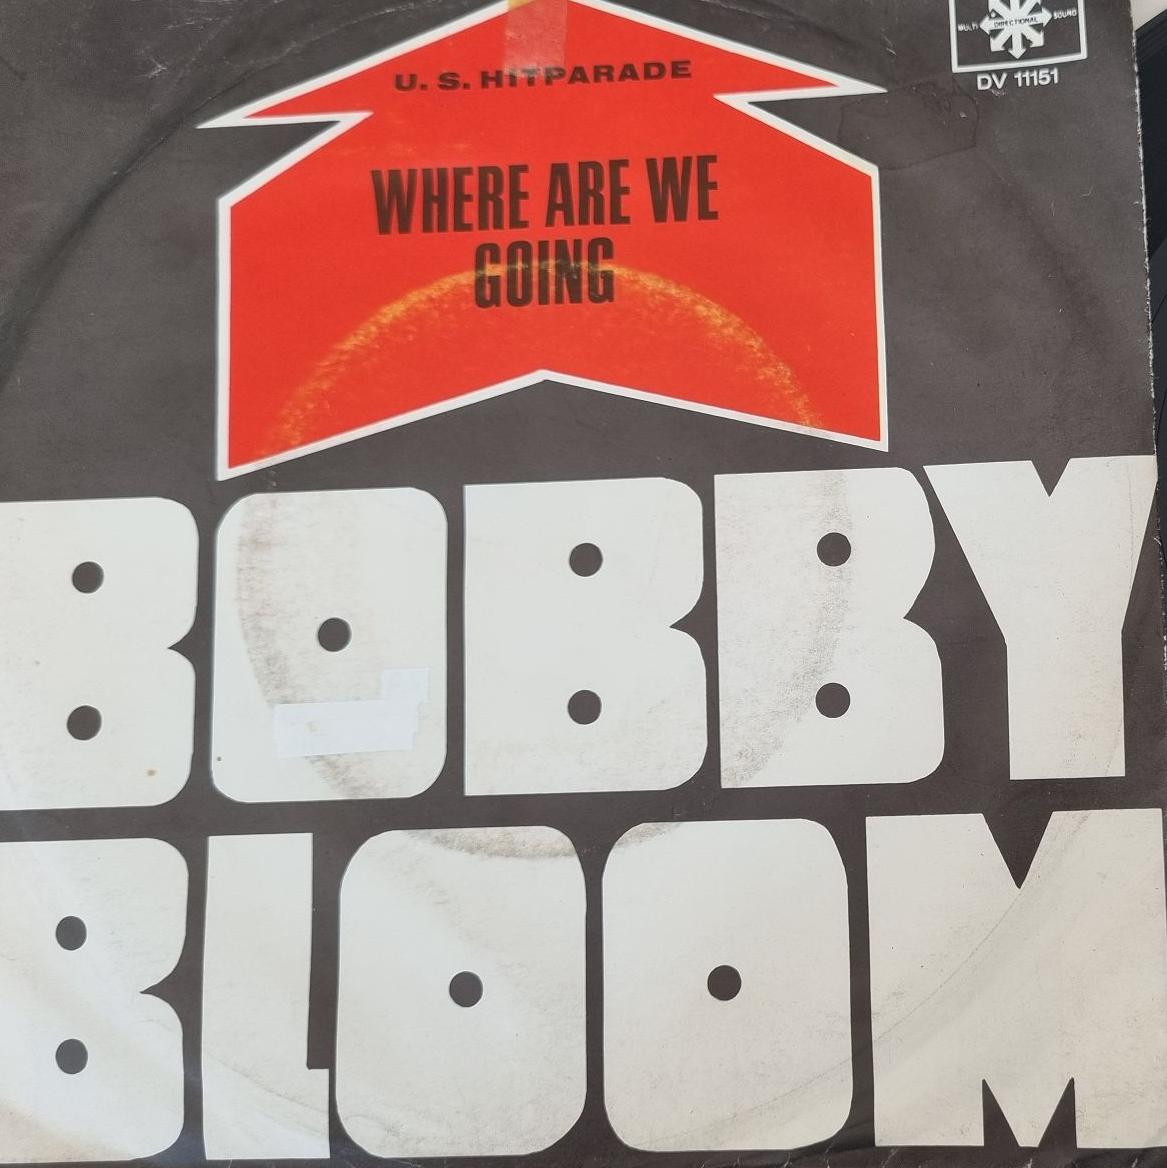 MULTI DIRECTIONAL SOUND
DV 11151
U. S. HITPARADE
WHERE ARE WE
GOING
BOBBY
BLOOM